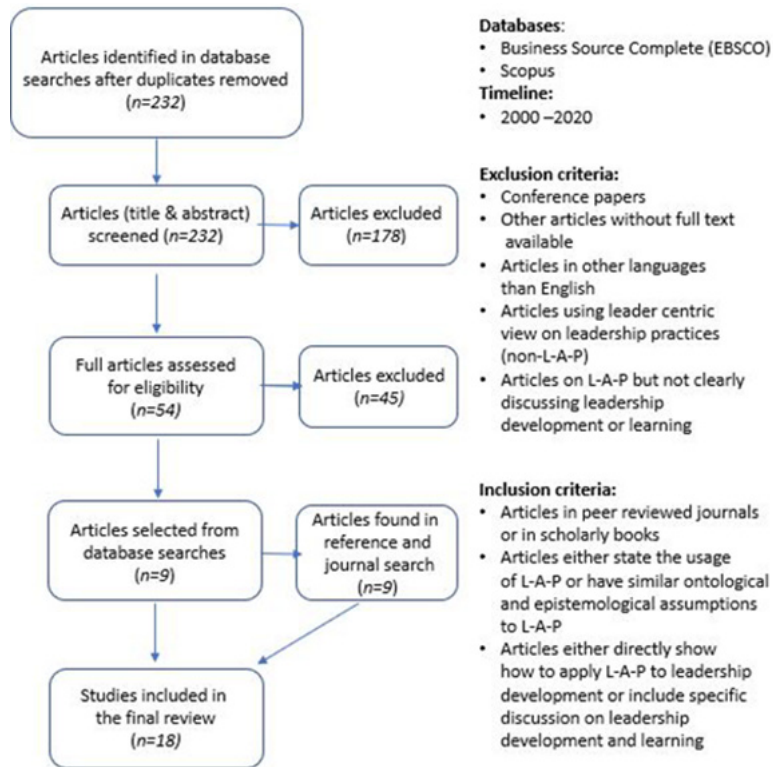 Articles identified in database
searches after duplicates removed
(n=232)
Articles (title & abstract)
screened (n=232)
Articles excluded
(n=178)
Full articles assessed
for eligibility
(n=54)
Articles excluded
(n=45)
Articles selected from
database searches
(n=9)
Articles found in
reference and
journal search
(n=9)
Studies included in
the final review
(n=18)
Databases:
• Business Source Complete (EBSCO)
• Scopus
Timeline:
• 2000 –2020
Exclusion criteria:
• Conference papers
• Other articles without full text
available
• Articles in other languages
than English
• Articles using leader centric
view on leadership practices
(non-L-A-P)
• Articles on L-A-P but not clearly
discussing leadership
development or learning
Inclusion criteria:
• Articles in peer reviewed journals
or in scholarly books
• Articles either state the usage
of L-A-P or have similar ontological
and epistemological assumptions
to L-A-P
• Articles either directly show
how to apply L-A-P to leadership
development or include specific
discussion on leadership
development and learning